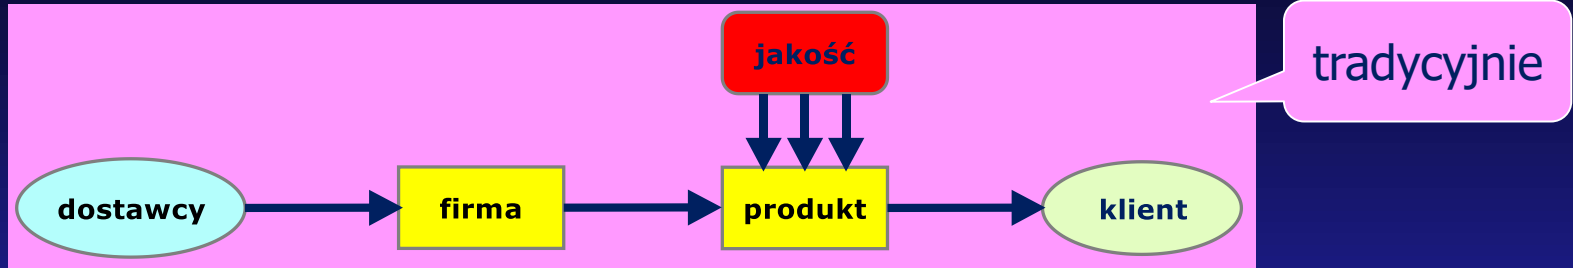 jakość
tradycyjnie
dostawcy
firma
produkt
klient